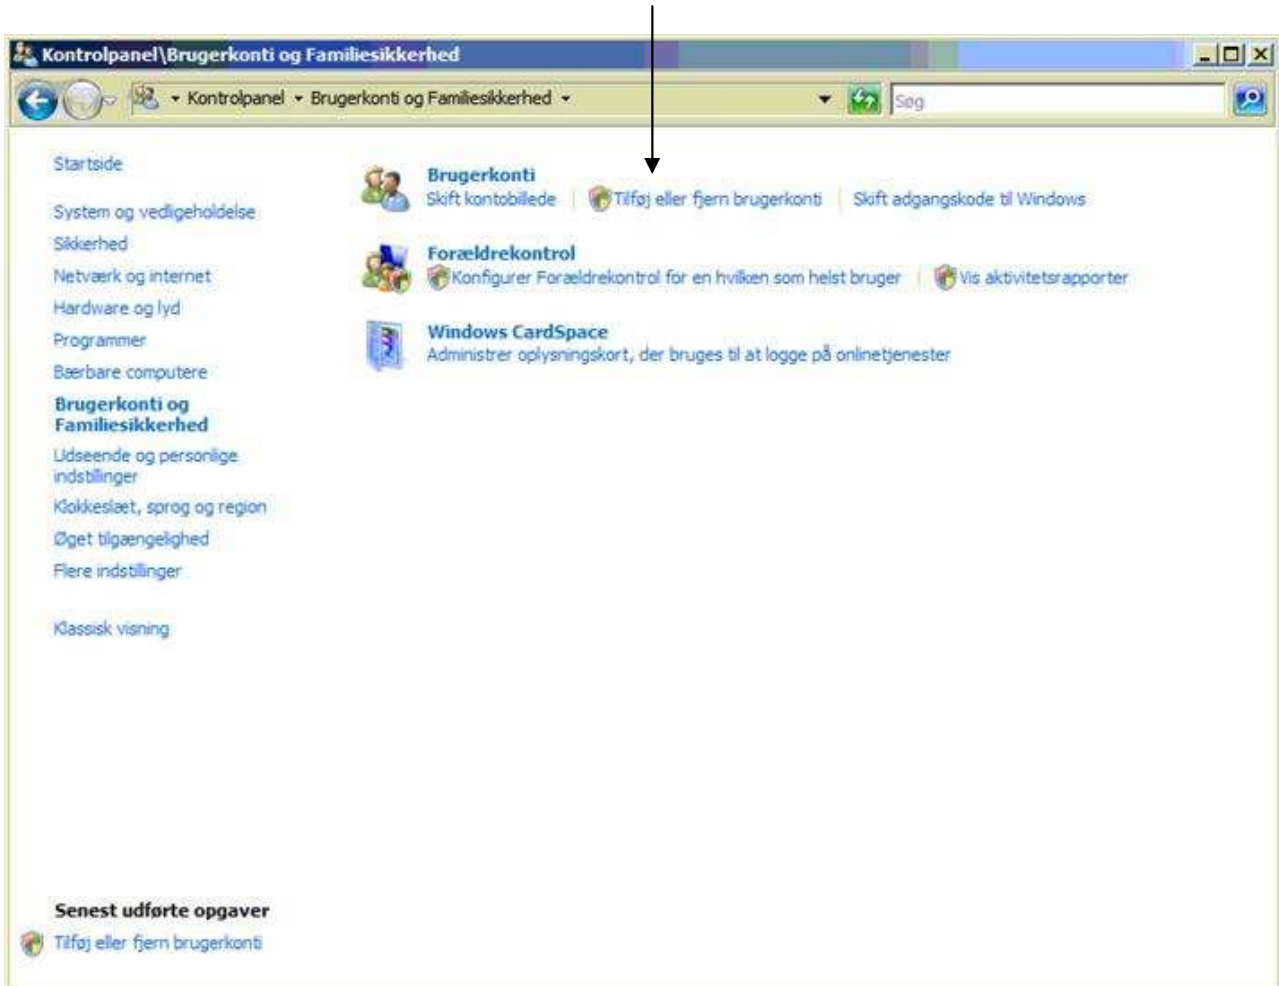 Kontrolpanel\Brugerkonti og Familiesikkerhed
Kontrolpanel Brugerkonti og Familiesikkerhed
Søg
Startside
System og vedligeholdelse
Sikkerhed
Netværk og internet
Hardware og lyd
Programmer
Bærbare computere
Brugerkonti og
Familiesikkerhed
Udseende og personlige
indstillinger
Klokkeslæt, sprog og region
Øget tilgængelighed
Flere indstillinger
Klassisk visning
Brugerkonti
Skift kontobillede Tilføj eller fjern brugerkonti Skift adgangskode til Windows
Forældrekontrol
Konfigurer Forældrekontrol for en hvilken som helst bruger Vis aktivitetsrapporter
Windows CardSpace
Administrer oplysningskort, der bruges til at logge på onlinetjenester
Senest udførte opgaver
Tilføj eller fjern brugerkonti